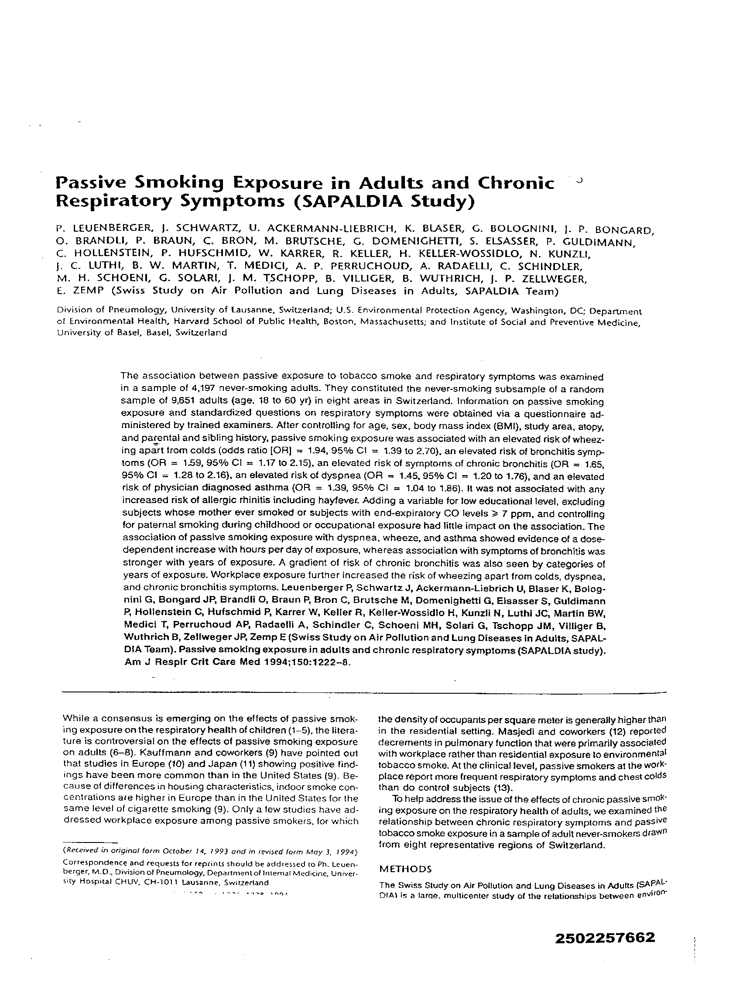 Passive Smoking Exposure in Adults and Chronic
Respiratory Symptoms (SAPALDIA Study)
P. LEUENBERGER, J. SCHWARTZ, U. ACKERMANN-LIEBRICH, K. BLASER, G. BOLOGNINI, J. P. BONGARD,
O. BRANDLI, P. BRAUN, C. BRON, M. BRUTSCHE, G. DOMENIGHETTI, S. ELSASSER, P. GULDIMANN,
C. HOLLENSTEIN, P. HUFSCHMID, W. KARRER, R. KELLER, H. KELLER-WOSSIDLO, N. KUNZLI,
J. C. LUTHI, B. W. MARTIN, T. MEDICI, A. P. PERRUCHOUD, A. RADAELLI, C. SCHINDLER,
M. H. SCHOENI, G. SOLARI, J. M. TSCHOPP, B. VILLIGER, B. WUTHRICH, J. P. ZELLWEGER,
E. ZEMP (Swiss Study on Air Pollution and Lung Diseases in Adults, SAPALDIA Team)
Division of Pneumology, University of Lausanne, Switzerland; U.S. Environmental Protection Agency, Washington, DC; Department
of Environmental Health, Harvard School of Public Health, Boston, Massachusetts; and Institute of Social and Preventive Medicine,
University of Basel, Basel, Switzerland
The association between passive exposure to tobacco smoke and respiratory symptoms was examined
in a sample of 4,197 never-smoking adults. They constituted the never-smoking subsample of a random
sample of 9,651 adults (age, 18 to 60 yr) in eight areas in Switzerland. Information on passive smoking
exposure and standardized questions on respiratory symptoms were obtained via a questionnaire ad-
ministered by trained examiners. After controlling for age, sex, body mass index (BMI), study area, atopy,
and parental and sibling history, passive smoking exposure was associated with an elevated risk of wheez-
ing apart from colds (odds ratio [OR] = 1.94, 95% CI = 1.39 to 2.70), an elevated risk of bronchitis symp-
toms (OR = 1.59, 95% CI = 1.17 to 2.15), an elevated risk of symptoms of chronic bronchitis (OR = 1.65,
95% CI = 1.28 to 2.16), an elevated risk of dyspnea (OR = 1.45, 95% CI = 1.20 to 1.76), and an elevated
risk of physician diagnosed asthma (OR = 1.39, 95% CI = 1.04 to 1.86). It was not associated with any
increased risk of allergic rhinitis including hayfever. Adding a variable for low educational level, excluding
subjects whose mother ever smoked or subjects with end-expiratory CO levels ⩾ 7 ppm, and controlling
for paternal smoking during childhood or occupational exposure had little impact on the association. The
association of passive smoking exposure with dyspnea, wheeze, and asthma showed evidence of a dose-
dependent increase with hours per day of exposure, whereas association with symptoms of bronchitis was
stronger with years of exposure. A gradient of risk of chronic bronchitis was also seen by categories of
years of exposure. Workplace exposure further increased the risk of wheezing apart from colds, dyspnea,
and chronic bronchitis symptoms. Leuenberger P, Schwartz J, Ackermann-Liebrich U, Blaser K, Bolog-
nini G, Bongard JP, Brandli O, Braun P, Bron C, Brutsche M, Domenighetti G, Elsasser S, Guldimann
P, Hollenstein C, Hufschmid P, Karrer W, Keller R, Keller-Wossidlo H, Kunzli N, Luthi JC, Martin BW,
Medici T, Perruchoud AP, Radaelli A, Schindler C, Schoeni MH, Solari G, Tschopp JM, Villiger B,
Wuthrich B, Zellweger JP, Zemp E (Swiss Study on Air Pollution and Lung Diseases in Adults, SAPAL-
DIA Team). Passive smoking exposure in adults and chronic respiratory symptoms (SAPALDIA study).
Am J Respir Crit Care Med 1994;150:1222–8.
While a consensus is emerging on the effects of passive smok-
ing exposure on the respiratory health of children (1–5), the litera-
ture is controversial on the effects of passive smoking exposure
on adults (6–8). Kauffmann and coworkers (9) have pointed out
that studies in Europe (10) and Japan (11) showing positive find-
ings have been more common than in the United States (9). Be-
cause of differences in housing characteristics, indoor smoke con-
centrations are higher in Europe than in the United States for the
same level of cigarette smoking (9). Only a few studies have ad-
dressed workplace exposure among passive smokers, for which
(Received in original form October 14, 1993 and in revised form May 3, 1994)
Correspondence and requests for reprints should be addressed to Ph. Leuen-
berger, M.D., Division of Pneumology, Department of Internal Medicine, Univer-
sity Hospital CHUV, CH-1011 Lausanne, Switzerland
the density of occupants per square meter is generally higher than
in the residential setting. Masjedi and coworkers (12) reported
decrements in pulmonary function that were primarily associated
with workplace rather than residential exposure to environmental
tobacco smoke. At the clinical level, passive smokers at the work-
place report more frequent respiratory symptoms and chest colds
than do control subjects (13).
To help address the issue of the effects of chronic passive smok-
ing exposure on the respiratory health of adults, we examined the
relationship between chronic respiratory symptoms and passive
tobacco smoke exposure in a sample of adult never-smokers drawn
from eight representative regions of Switzerland.
METHODS
The Swiss Study on Air Pollution and Lung Diseases in Adults (SAPAL-
DIA) is a large, multicenter study of the relationships between environ-
2502257662